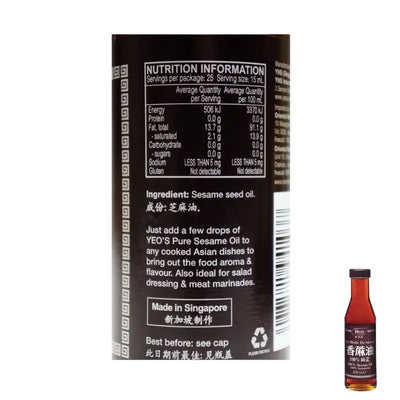 NUTRITION INFORMATION
Servings per package: 25 Serving size: 15 mL
Average Quantity per Serving Average Quantity per 100 mL
Energy 506 kJ 3370 kJ
Protein 0.0 g 0.0 g
Fat, total 13.7 g 91.1 g
- saturated 2.1 g 13.9 g
Carbohydrate 0.0 g 0.0 g
- sugars 0.0 g 0.0 g
Sodium LESS THAN 5 mg LESS THAN 5 mg
Gluten Not detectable Not detectable
Ingredient: Sesame seed oil.
成份: 芝麻油。
Just add a few drops of
YEO'S Pure Sesame Oil to
any cooked Asian dishes to
bring out the food aroma &
flavour. Also ideal for salad
dressing & meat marinades.
Made in Singapore
新加坡制作
Best before: see cap
此日期前最佳: 见瓶盖
PLEASE RECYCLE
香蔴油